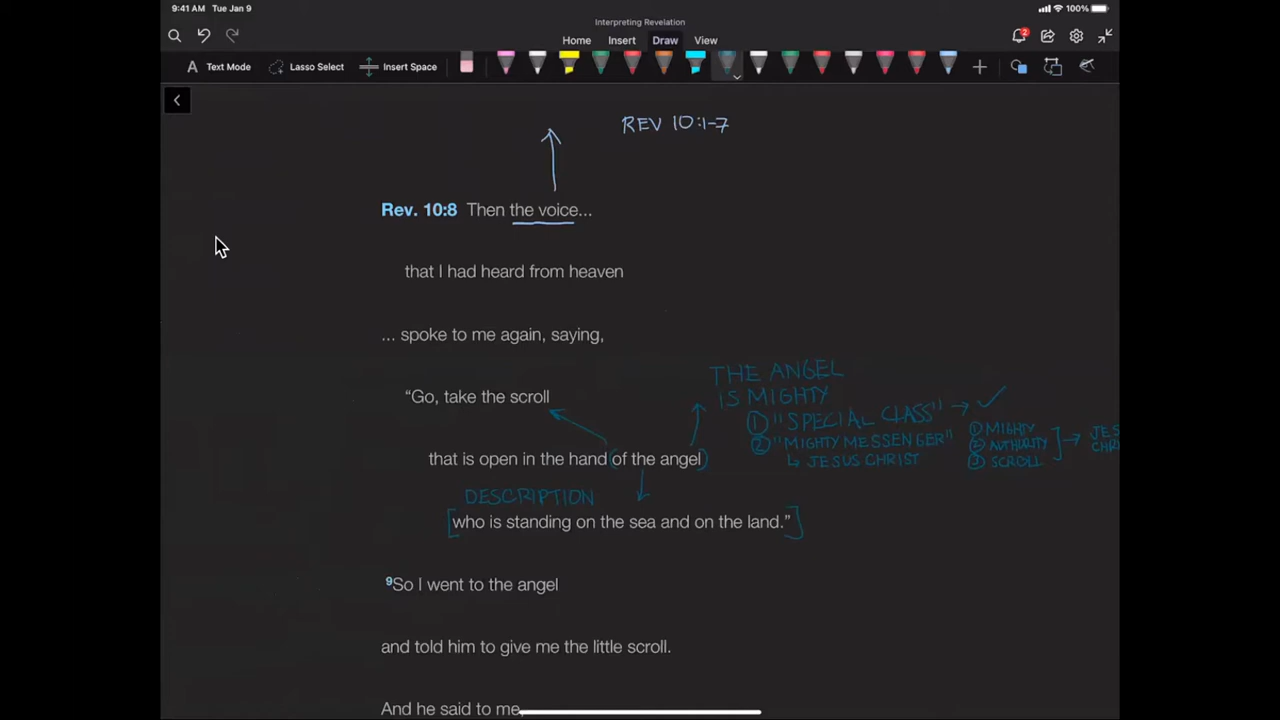 9:41 AM Tue Jan 9
100%
Interpreting Revelation
Home Insert Draw View
2
A Text Mode Lasso Select Insert Space
REV 10:1-7
Rev. 10:8 Then the voice...
that I had heard from heaven
... spoke to me again, saying,
THE ANGEL
IS MIGHTY
“Go, take the scroll
① "SPECIAL CLASS" → ✓
② "MIGHTY MESSENGER"
↳ JESUS CHRIST
① MIGHTY
② AUTHORITY → JES
③ SCROLL CHR
that is open in the hand of the angel
DESCRIPTION
[who is standing on the sea and on the land.”]
9So I went to the angel
and told him to give me the little scroll.
And he said to me,